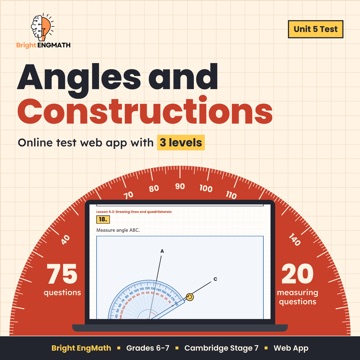 Bright ENGMATH
Unit 5 Test
Angles and
Constructions
Online test web app with 3 levels
40
70
80
90
100
110
140
75
questions
20
measuring
questions
18.
Measure angle ABC.
A
C
Bright EngMath • Grades 6–7 • Cambridge Stage 7 • Web App